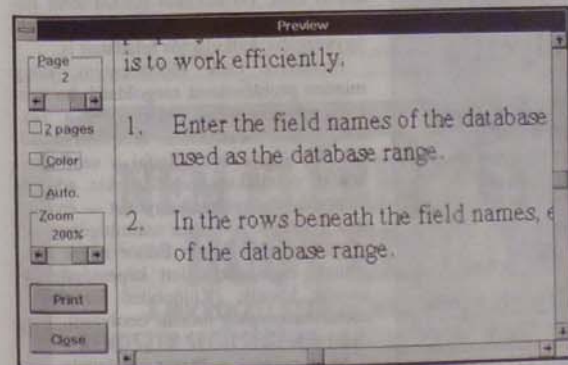 Preview
Page
2
2 pages
Color
Auto.
Zoom
200%
Print
Close
is to work efficiently.
1. Enter the field names of the database
used as the database range.
2. In the rows beneath the field names, e
of the database range.